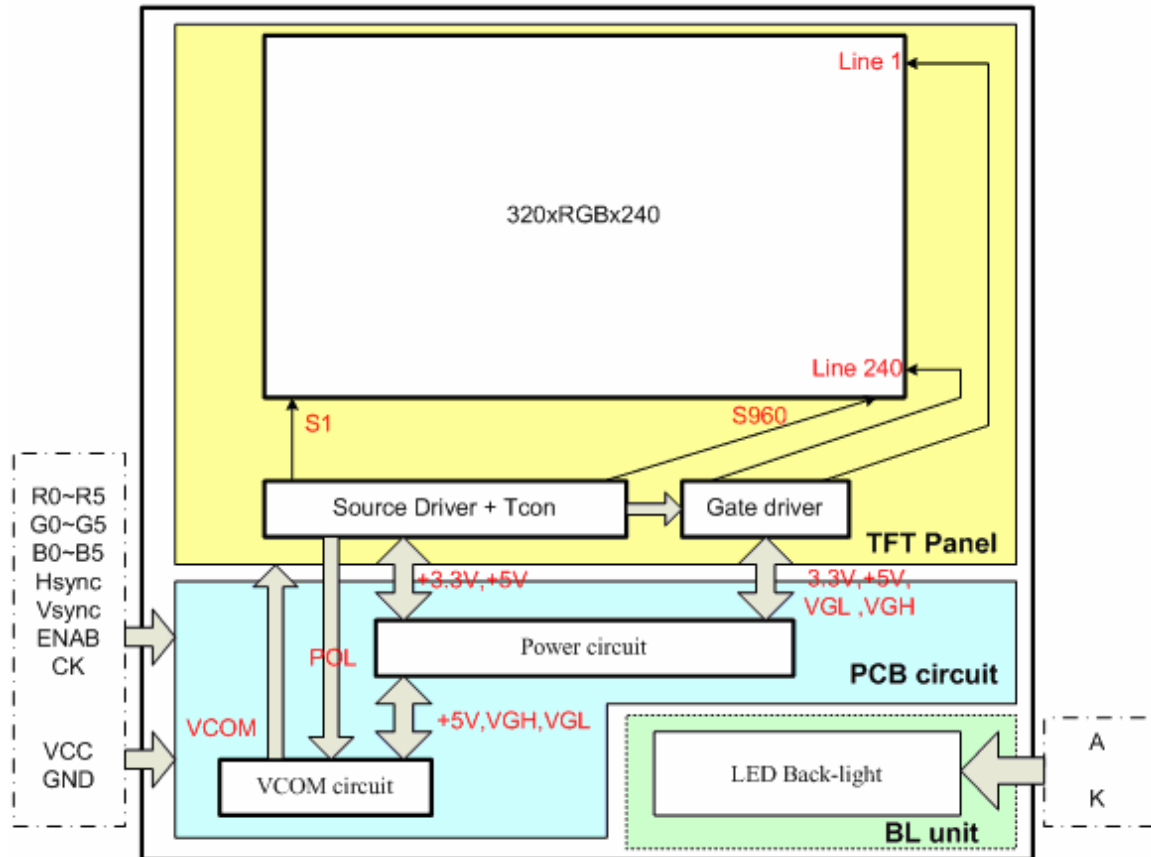 Line 1
320xRGBx240
Line 240
S1
S960
Source Driver + Tcon
Gate driver
TFT Panel
R0~R5
G0~G5
B0~B5
Hsync
Vsync
ENAB
CK
VCC
GND
+3.3V,+5V
3.3V,+5V,
VGL ,VGH
Power circuit
POL
PCB circuit
VCOM
+5V,VGH,VGL
VCOM circuit
LED Back-light
BL unit
A
K